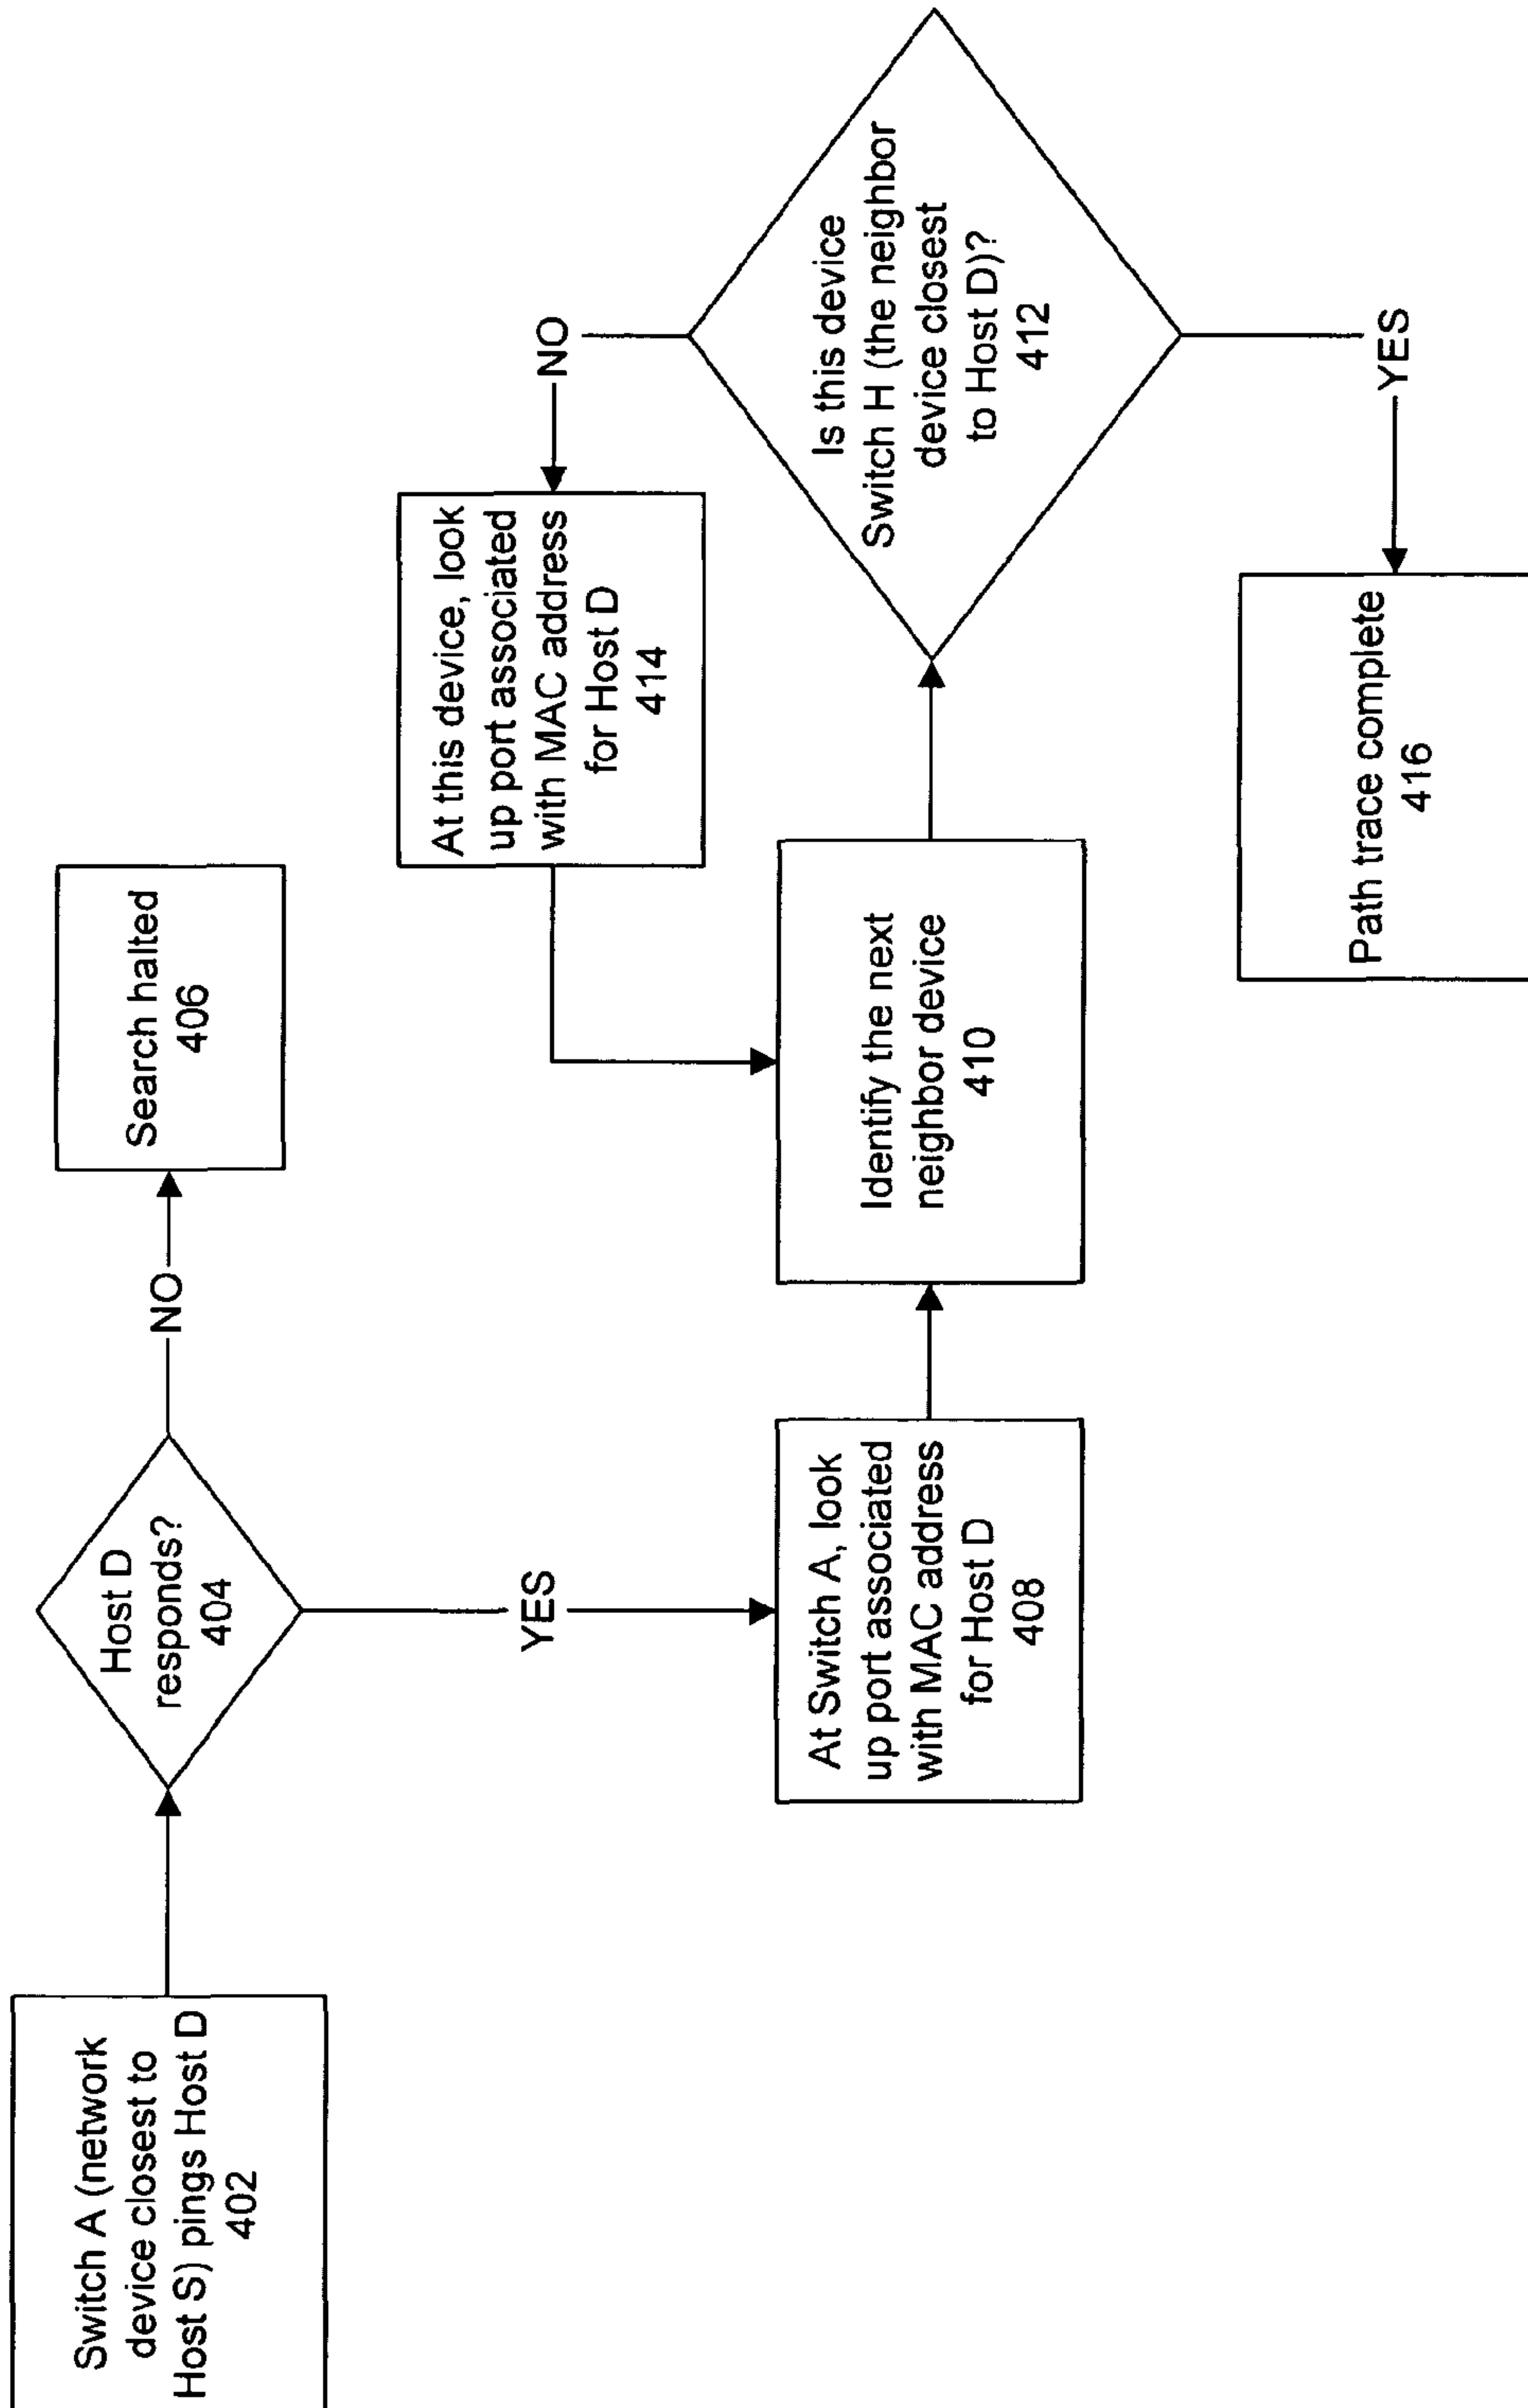 Switch A (network
device closest to
Host S) pings Host D
402
Host D
responds?
404
NO
Search halted
406
YES
At Switch A, look
up port associated
with MAC address
for Host D
408
Identify the next
neighbor device
410
Is this device
Switch H (the neighbor
device closest
to Host D)?
412
NO
At this device, look
up port associated
with MAC address
for Host D
414
YES
Path trace complete
416